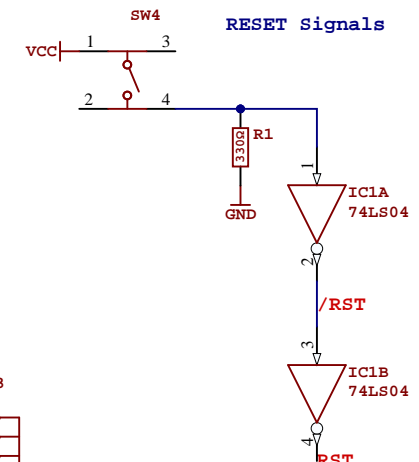 SW4
RESET Signals
VCC
1
3
2
4
330Ω
R1
GND
1
IC1A
74LS04
2
/RST
3
IC1B
74LS04
4
RST